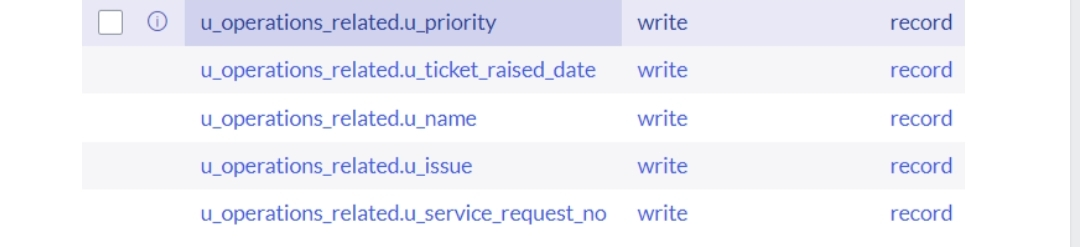 u_operations_related.u_priority write record
u_operations_related.u_ticket_raised_date write record
u_operations_related.u_name write record
u_operations_related.u_issue write record
u_operations_related.u_service_request_no write record